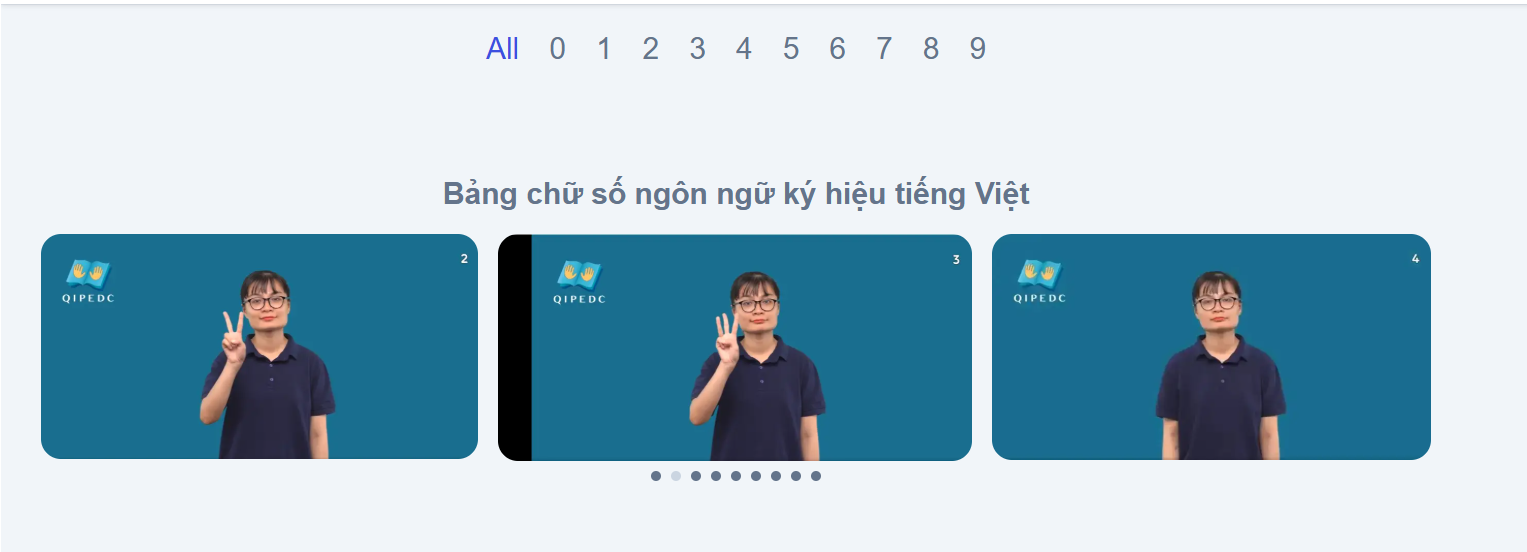 All 0 1 2 3 4 5 6 7 8 9
Bảng chữ số ngôn ngữ ký hiệu tiếng Việt
2
QIPEDC
3
QIPEDC
4
QIPEDC